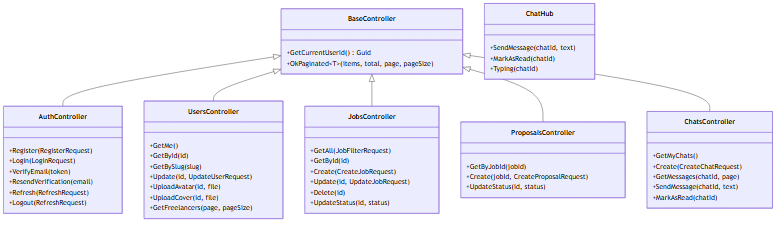 BaseController
+GetCurrentUserId() : Guid
+OkPaginated<T>(items, total, page, pageSize)
ChatHub
+SendMessage(chatId, text)
+MarkAsRead(chatId)
+Typing(chatId)
AuthController
+Register(RegisterRequest)
+Login(LoginRequest)
+VerifyEmail(token)
+ResendVerification(email)
+Refresh(RefreshRequest)
+Logout(RefreshRequest)
UsersController
+GetMe()
+GetById(id)
+GetBySlug(slug)
+Update(id, UpdateUserRequest)
+UploadAvatar(id, file)
+UploadCover(id, file)
+GetFreelancers(page, pageSize)
JobsController
+GetAll(JobFilterRequest)
+GetById(id)
+Create(CreateJobRequest)
+Update(id, UpdateJobRequest)
+Delete(id)
+UpdateStatus(id, status)
ProposalsController
+GetByJobId(jobId)
+Create(jobId, CreateProposalRequest)
+UpdateStatus(id, status)
ChatsController
+GetMyChats()
+Create(CreateChatRequest)
+GetMessages(chatId, page)
+SendMessage(chatId, text)
+MarkAsRead(chatId)